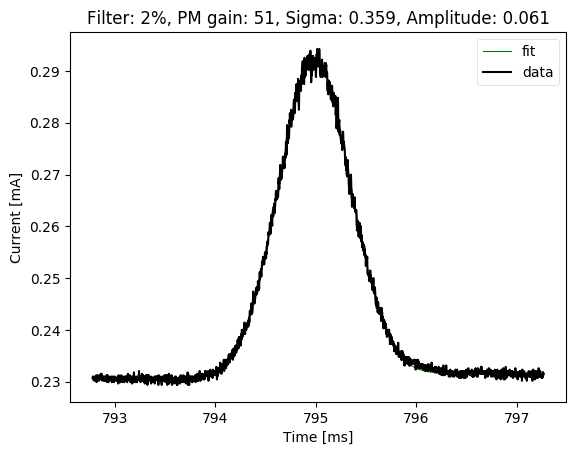 Filter: 2%, PM gain: 51, Sigma: 0.359, Amplitude: 0.061
fit
data
0.29
0.28
0.27
0.26
0.25
0.24
0.23
Current [mA]
793
794
795
796
797
Time [ms]